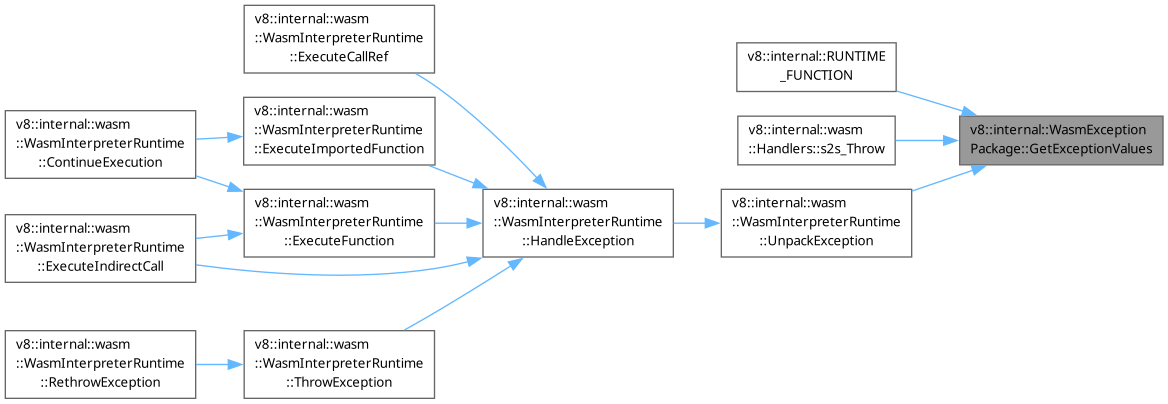 v8::internal::wasm
::WasmInterpreterRuntime
::ExecuteCallRef
v8::internal::RUNTIME
_FUNCTION
v8::internal::wasm
::WasmInterpreterRuntime
::ContinueExecution
v8::internal::wasm
::WasmInterpreterRuntime
::ExecuteImportedFunction
v8::internal::wasm
::Handlers::s2s_Throw
v8::internal::WasmException
Package::GetExceptionValues
v8::internal::wasm
::WasmInterpreterRuntime
::ExecuteFunction
v8::internal::wasm
::WasmInterpreterRuntime
::HandleException
v8::internal::wasm
::WasmInterpreterRuntime
::UnpackException
v8::internal::wasm
::WasmInterpreterRuntime
::ExecuteIndirectCall
v8::internal::wasm
::WasmInterpreterRuntime
::RethrowException
v8::internal::wasm
::WasmInterpreterRuntime
::ThrowException